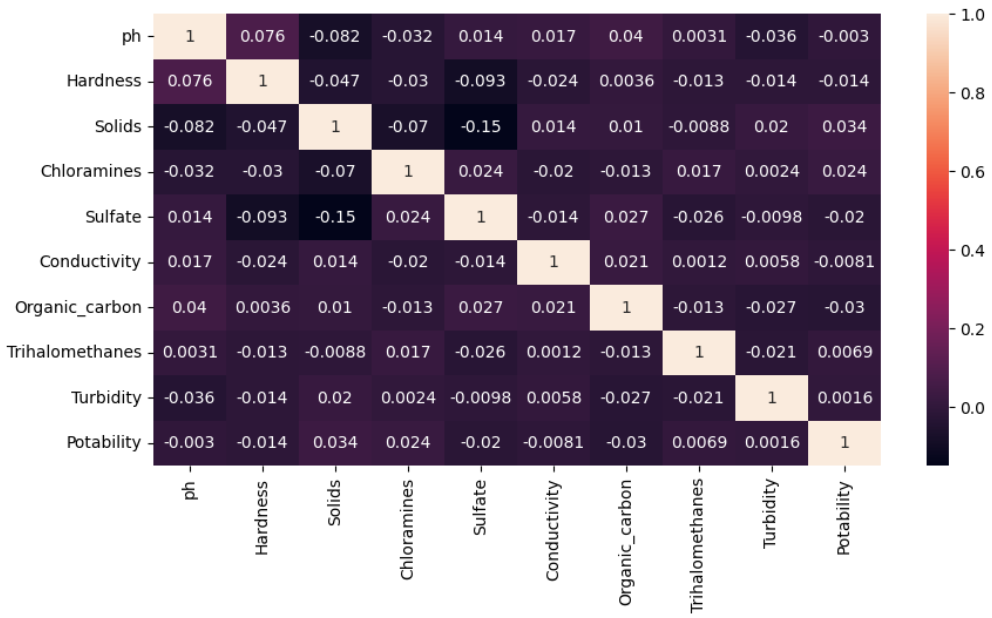 ph 1 0.076 -0.082 -0.032 0.014 0.017 0.04 0.0031 -0.036 -0.003
Hardness 0.076 1 -0.047 -0.03 -0.093 -0.024 0.0036 -0.013 -0.014 -0.014
Solids -0.082 -0.047 1 -0.07 -0.15 0.014 0.01 -0.0088 0.02 0.034
Chloramines -0.032 -0.03 -0.07 1 0.024 -0.02 -0.013 0.017 0.0024 0.024
Sulfate 0.014 -0.093 -0.15 0.024 1 -0.014 0.027 -0.026 -0.0098 -0.02
Conductivity 0.017 -0.024 0.014 -0.02 -0.014 1 0.021 0.0012 0.0058 -0.0081
Organic_carbon 0.04 0.0036 0.01 -0.013 0.027 0.021 1 -0.013 -0.027 -0.03
Trihalomethanes 0.0031 -0.013 -0.0088 0.017 -0.026 0.0012 -0.013 1 -0.021 0.0069
Turbidity -0.036 -0.014 0.02 0.0024 -0.0098 0.0058 -0.027 -0.021 1 0.0016
Potability -0.003 -0.014 0.034 0.024 -0.02 -0.0081 -0.03 0.0069 0.0016 1
ph
Hardness
Solids
Chloramines
Sulfate
Conductivity
Organic_carbon
Trihalomethanes
Turbidity
Potability
1.0
0.8
0.6
0.4
0.2
0.0